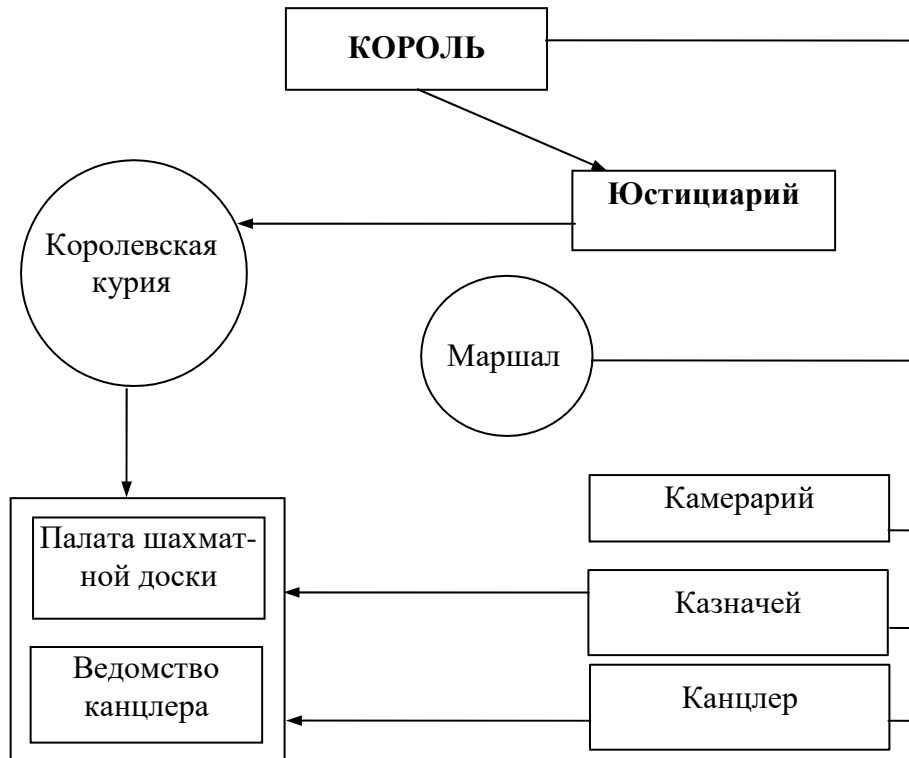 КОРОЛЬ
Юстициарий
Королевская
курия
Маршал
Камерарий
Палата шахмат-
ной доски
Казначей
Ведомство
канцлера
Канцлер